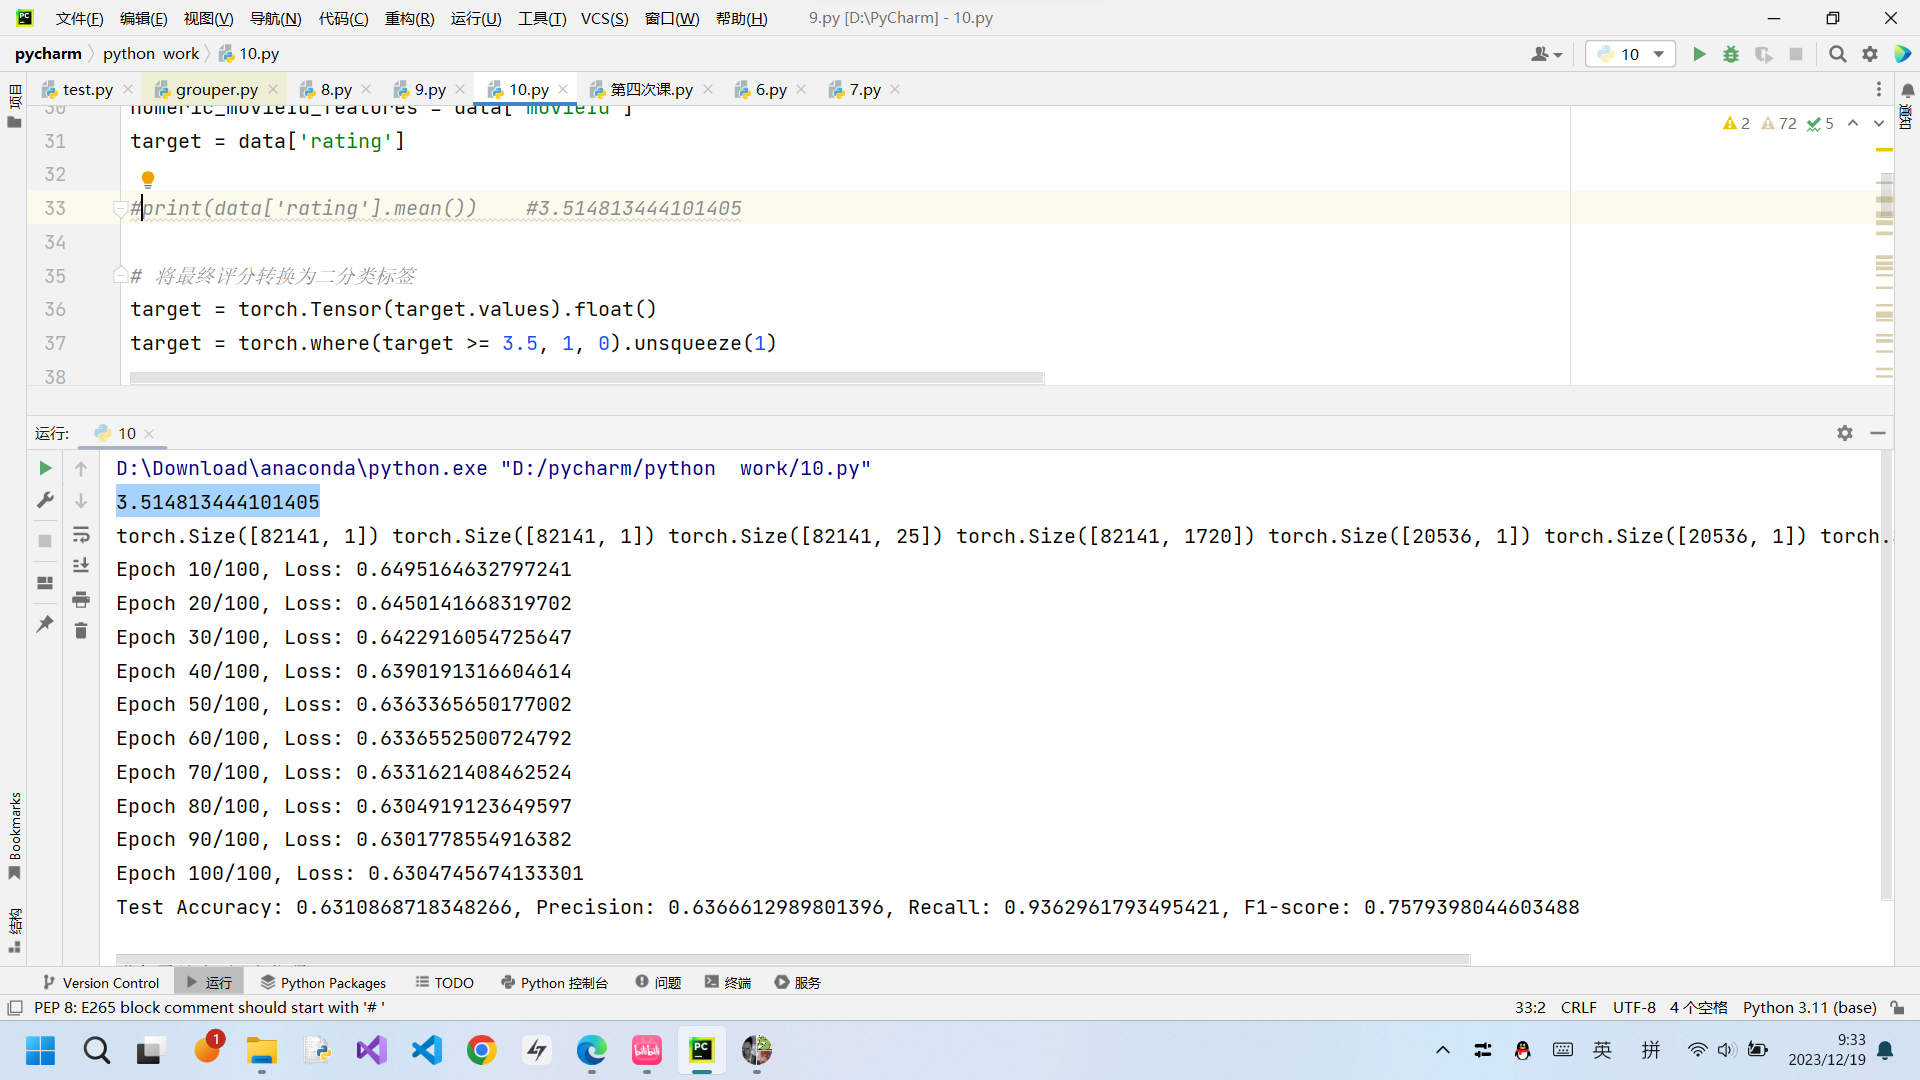 文件(F) 编辑(E) 视图(V) 导航(N) 代码(C) 重构(R) 运行(U) 工具(T) VCS(S) 窗口(W) 帮助(H) 9.py [D:\PyCharm] - 10.py
pycharm python work 10.py 10
test.py grouper.py 8.py 9.py 10.py 第四次课.py 6.py 7.py
项目
通知
2 72 5
30 numeric_movieId_features = data['movieId']
31 target = data['rating']
32
33 #print(data['rating'].mean())    #3.514813444101405
34
35 # 将最终评分转换为二分类标签
36 target = torch.Tensor(target.values).float()
37 target = torch.where(target >= 3.5, 1, 0).unsqueeze(1)
38
运行: 10
D:\Download\anaconda\python.exe "D:/pycharm/python  work/10.py"
3.514813444101405
torch.Size([82141, 1]) torch.Size([82141, 1]) torch.Size([82141, 25]) torch.Size([82141, 1720]) torch.Size([20536, 1]) torch.Size([20536, 1]) torch.
Epoch 10/100, Loss: 0.6495164632797241
Epoch 20/100, Loss: 0.6450141668319702
Epoch 30/100, Loss: 0.6422916054725647
Epoch 40/100, Loss: 0.6390191316604614
Epoch 50/100, Loss: 0.6363365650177002
Epoch 60/100, Loss: 0.6336552500724792
Epoch 70/100, Loss: 0.6331621408462524
Epoch 80/100, Loss: 0.6304919123649597
Epoch 90/100, Loss: 0.6301778554916382
Epoch 100/100, Loss: 0.6304745674133301
Test Accuracy: 0.6310868718348266, Precision: 0.6366612989801396, Recall: 0.9362961793495421, F1-score: 0.7579398044603488
Bookmarks
结构
Version Control 运行 Python Packages TODO Python 控制台 问题 终端 服务
PEP 8: E265 block comment should start with '# ' 33:2 CRLF UTF-8 4 个空格 Python 3.11 (base)
1 bilibili PC 英 拼 9:33
2023/12/19